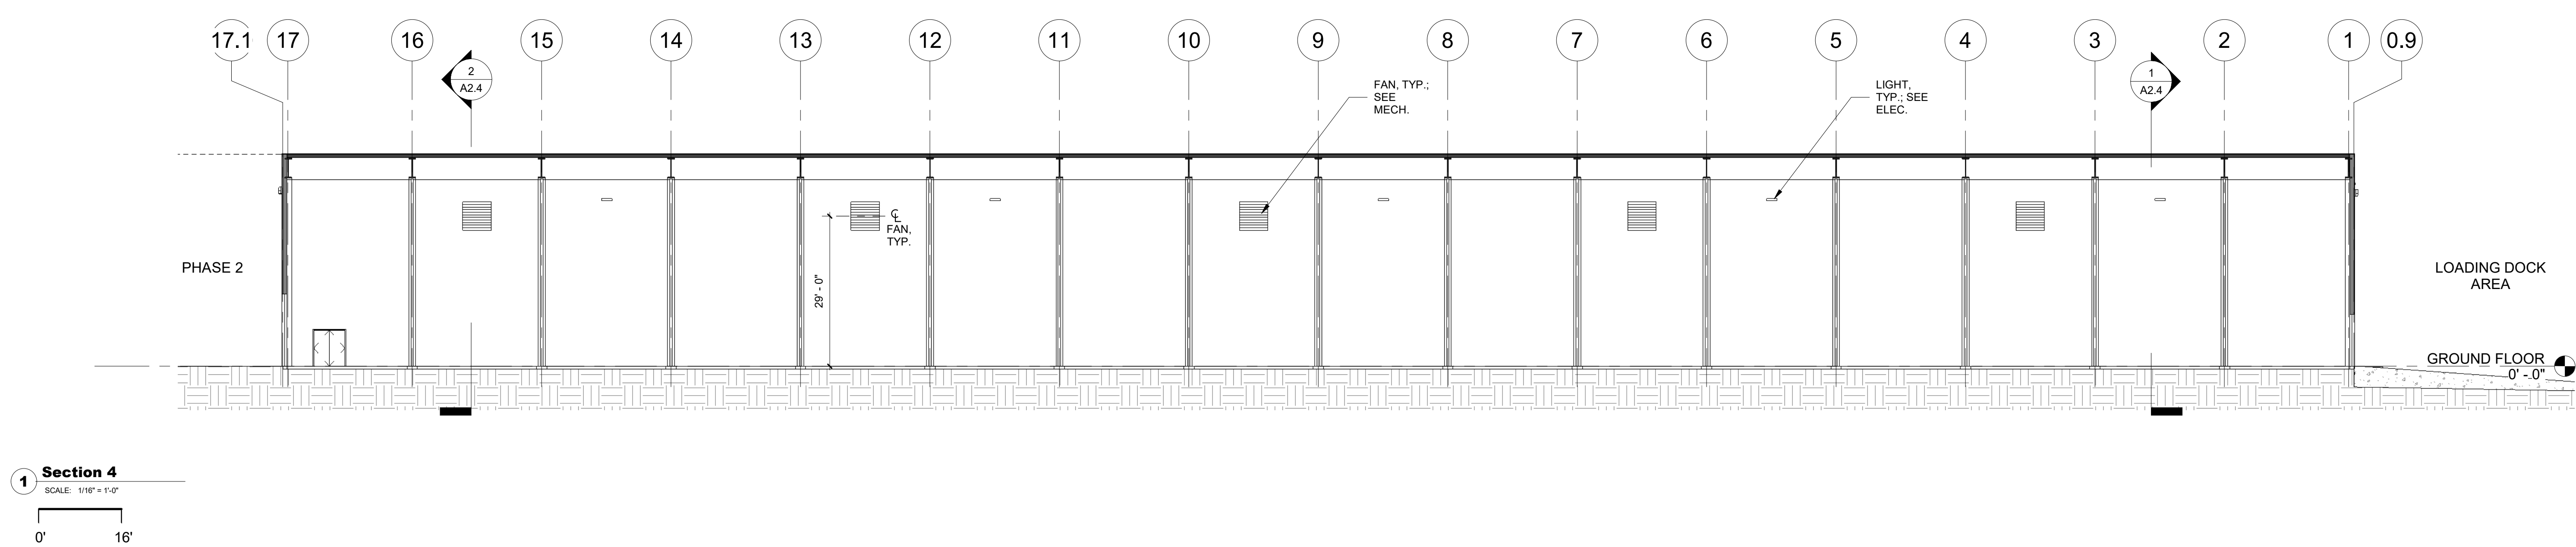 17.1 17 16 15 14 13 12 11 10 9 8 7 6 5 4 3 2 1 0.9
2
A2.4
1
A2.4
FAN, TYP.;
SEE
MECH.
LIGHT,
TYP.; SEE
ELEC.
℄
FAN,
TYP.
29' - 0"
PHASE 2
LOADING DOCK
AREA
GROUND FLOOR
0' - 0"
1 Section 4
SCALE: 1/16" = 1'-0"
0' 16'